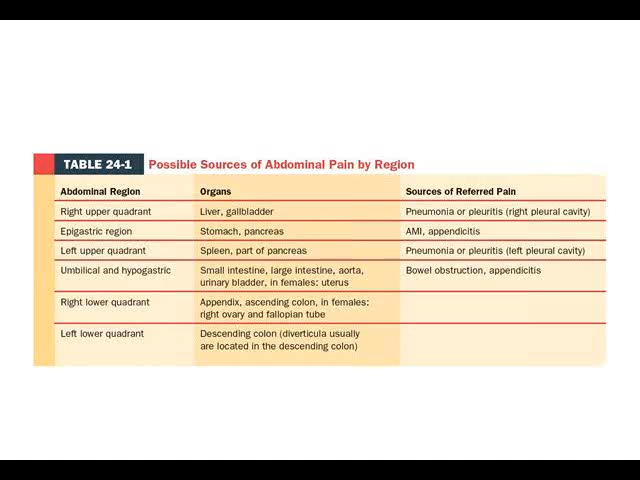 TABLE 24-1 Possible Sources of Abdominal Pain by Region
Abdominal Region Organs Sources of Referred Pain
Right upper quadrant Liver, gallbladder Pneumonia or pleuritis (right pleural cavity)
Epigastric region Stomach, pancreas AMI, appendicitis
Left upper quadrant Spleen, part of pancreas Pneumonia or pleuritis (left pleural cavity)
Umbilical and hypogastric Small intestine, large intestine, aorta, Bowel obstruction, appendicitis
urinary bladder, in females: uterus
Right lower quadrant Appendix, ascending colon, in females:
right ovary and fallopian tube
Left lower quadrant Descending colon (diverticula usually
are located in the descending colon)